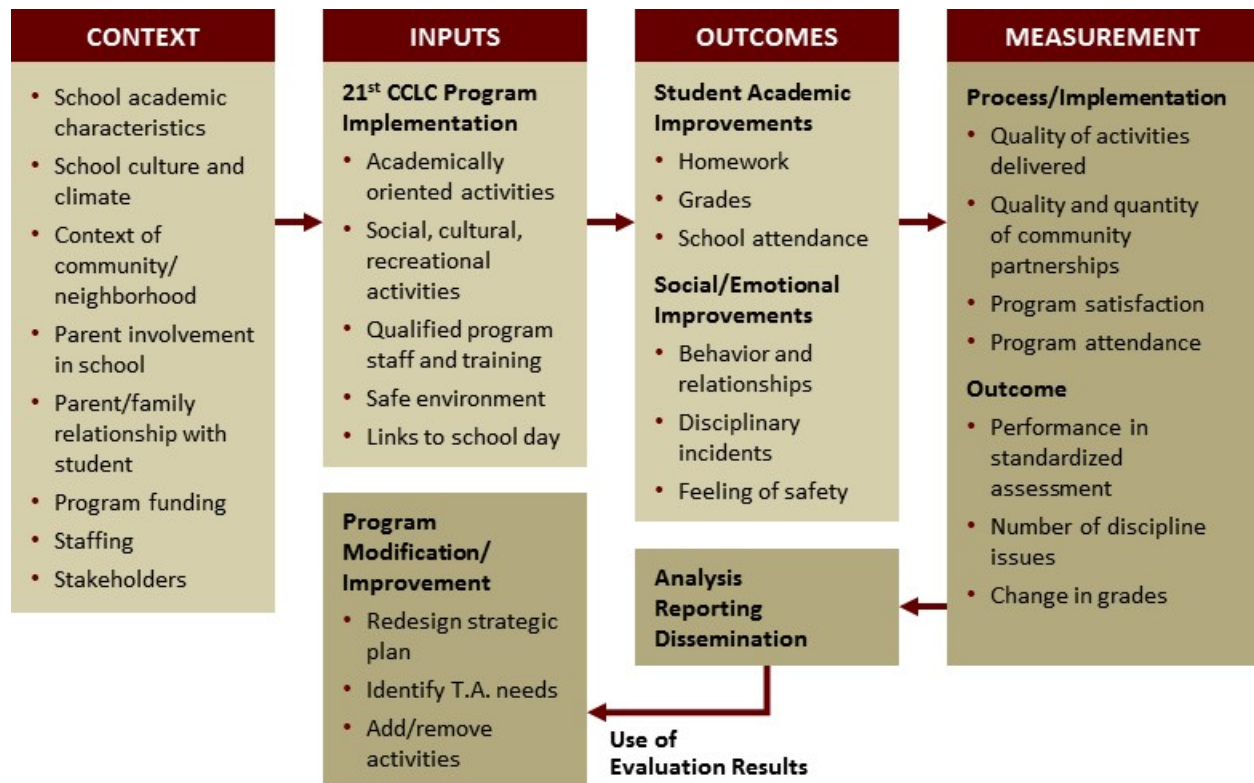 CONTEXT
• School academic
characteristics
• School culture and
climate
• Context of
community/
neighborhood
• Parent involvement
in school
• Parent/family
relationship with
student
• Program funding
• Staffing
• Stakeholders
INPUTS
21st CCLC Program
Implementation
• Academically
oriented activities
• Social, cultural,
recreational
activities
• Qualified program
staff and training
• Safe environment
• Links to school day
OUTCOMES
Student Academic
Improvements
• Homework
• Grades
• School attendance
Social/Emotional
Improvements
• Behavior and
relationships
• Disciplinary
incidents
• Feeling of safety
MEASUREMENT
Process/Implementation
• Quality of activities
delivered
• Quality and quantity
of community
partnerships
• Program satisfaction
• Program attendance
Outcome
• Performance in
standardized
assessment
• Number of discipline
issues
• Change in grades
Analysis
Reporting
Dissemination
Use of
Evaluation Results
Program
Modification/
Improvement
• Redesign strategic
plan
• Identify T.A. needs
• Add/remove
activities